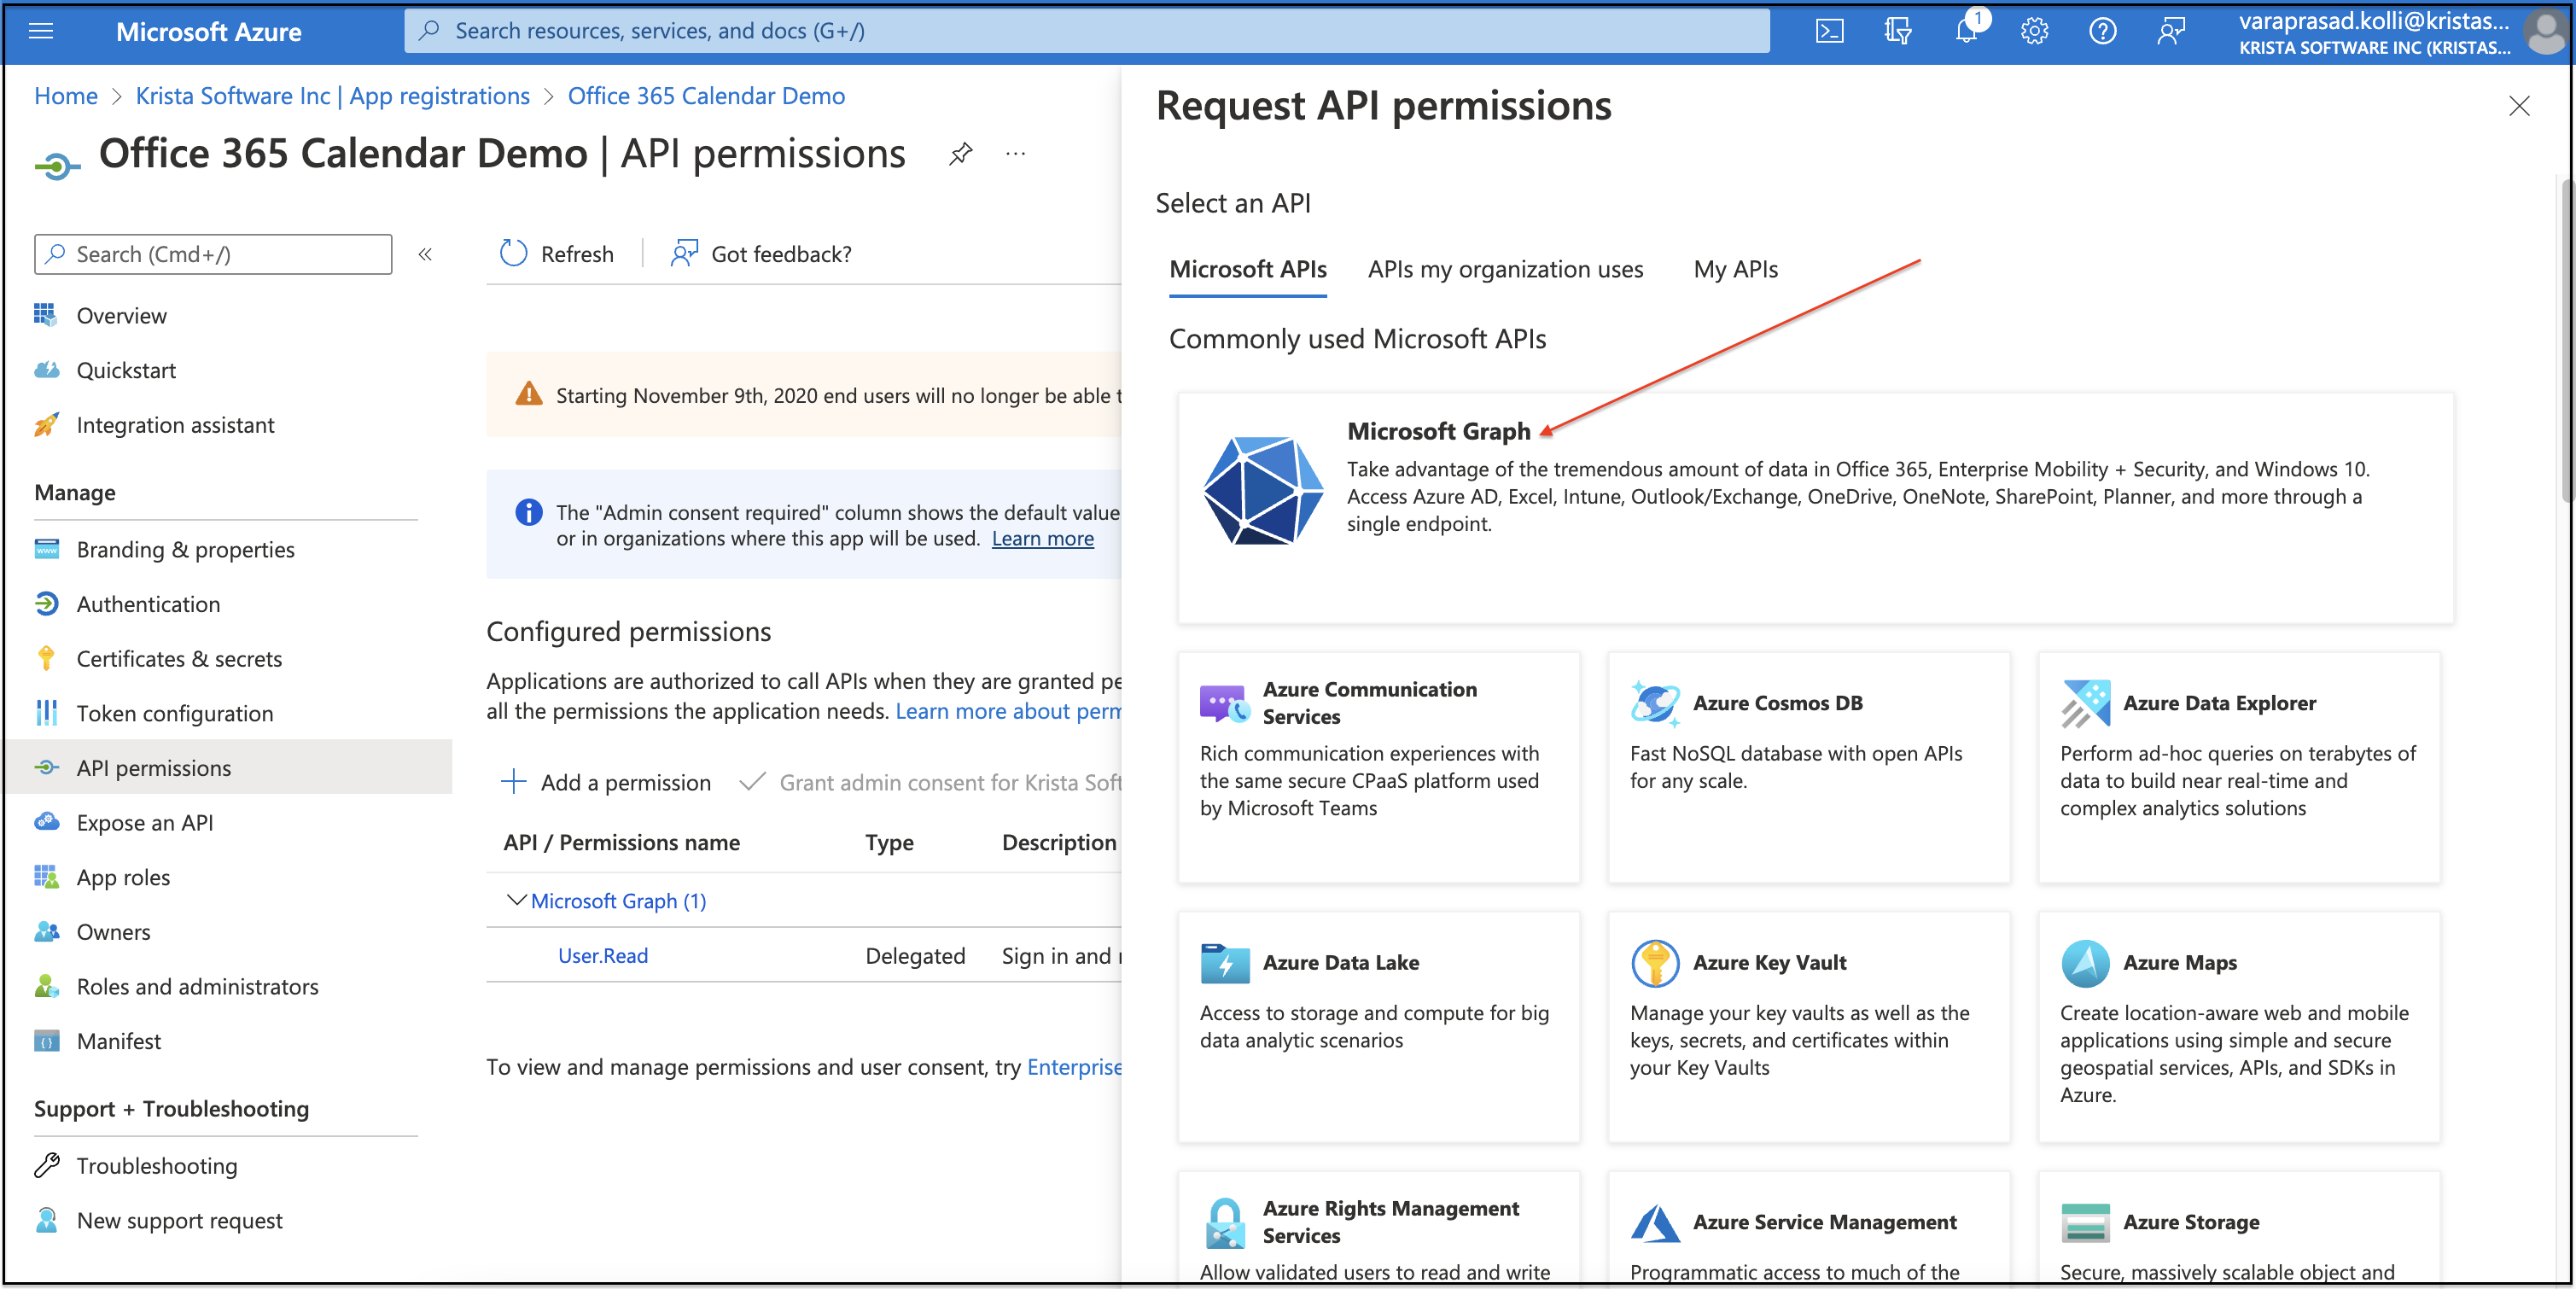 Microsoft Azure
Search resources, services, and docs (G+/)
1
varaprasad.kolli@kristas...
KRISTA SOFTWARE INC (KRISTAS...
Home > Krista Software Inc | App registrations > Office 365 Calendar Demo
Office 365 Calendar Demo | API permissions
...
Search (Cmd+/)
«
Overview
Quickstart
Integration assistant
Manage
Branding & properties
Authentication
Certificates & secrets
Token configuration
API permissions
Expose an API
App roles
Owners
Roles and administrators
Manifest
Support + Troubleshooting
Troubleshooting
New support request
Refresh
Got feedback?
Starting November 9th, 2020 end users will no longer be able t
The "Admin consent required" column shows the default value
or in organizations where this app will be used. Learn more
Configured permissions
Applications are authorized to call APIs when they are granted pe
all the permissions the application needs. Learn more about perm
Add a permission
Grant admin consent for Krista Soft
API / Permissions name Type Description
Microsoft Graph (1)
User.Read Delegated Sign in and r
To view and manage permissions and user consent, try Enterprise
Request API permissions
Select an API
Microsoft APIs APIs my organization uses My APIs
Commonly used Microsoft APIs
Microsoft Graph
Take advantage of the tremendous amount of data in Office 365, Enterprise Mobility + Security, and Windows 10.
Access Azure AD, Excel, Intune, Outlook/Exchange, OneDrive, OneNote, SharePoint, Planner, and more through a
single endpoint.
Azure Communication
Services
Rich communication experiences with
the same secure CPaaS platform used
by Microsoft Teams
Azure Cosmos DB
Fast NoSQL database with open APIs
for any scale.
Azure Data Explorer
Perform ad-hoc queries on terabytes of
data to build near real-time and
complex analytics solutions
Azure Data Lake
Access to storage and compute for big
data analytic scenarios
Azure Key Vault
Manage your key vaults as well as the
keys, secrets, and certificates within
your Key Vaults
Azure Maps
Create location-aware web and mobile
applications using simple and secure
geospatial services, APIs, and SDKs in
Azure.
Azure Rights Management
Services
Allow validated users to read and write
Azure Service Management
Programmatic access to much of the
Azure Storage
Secure, massively scalable object and